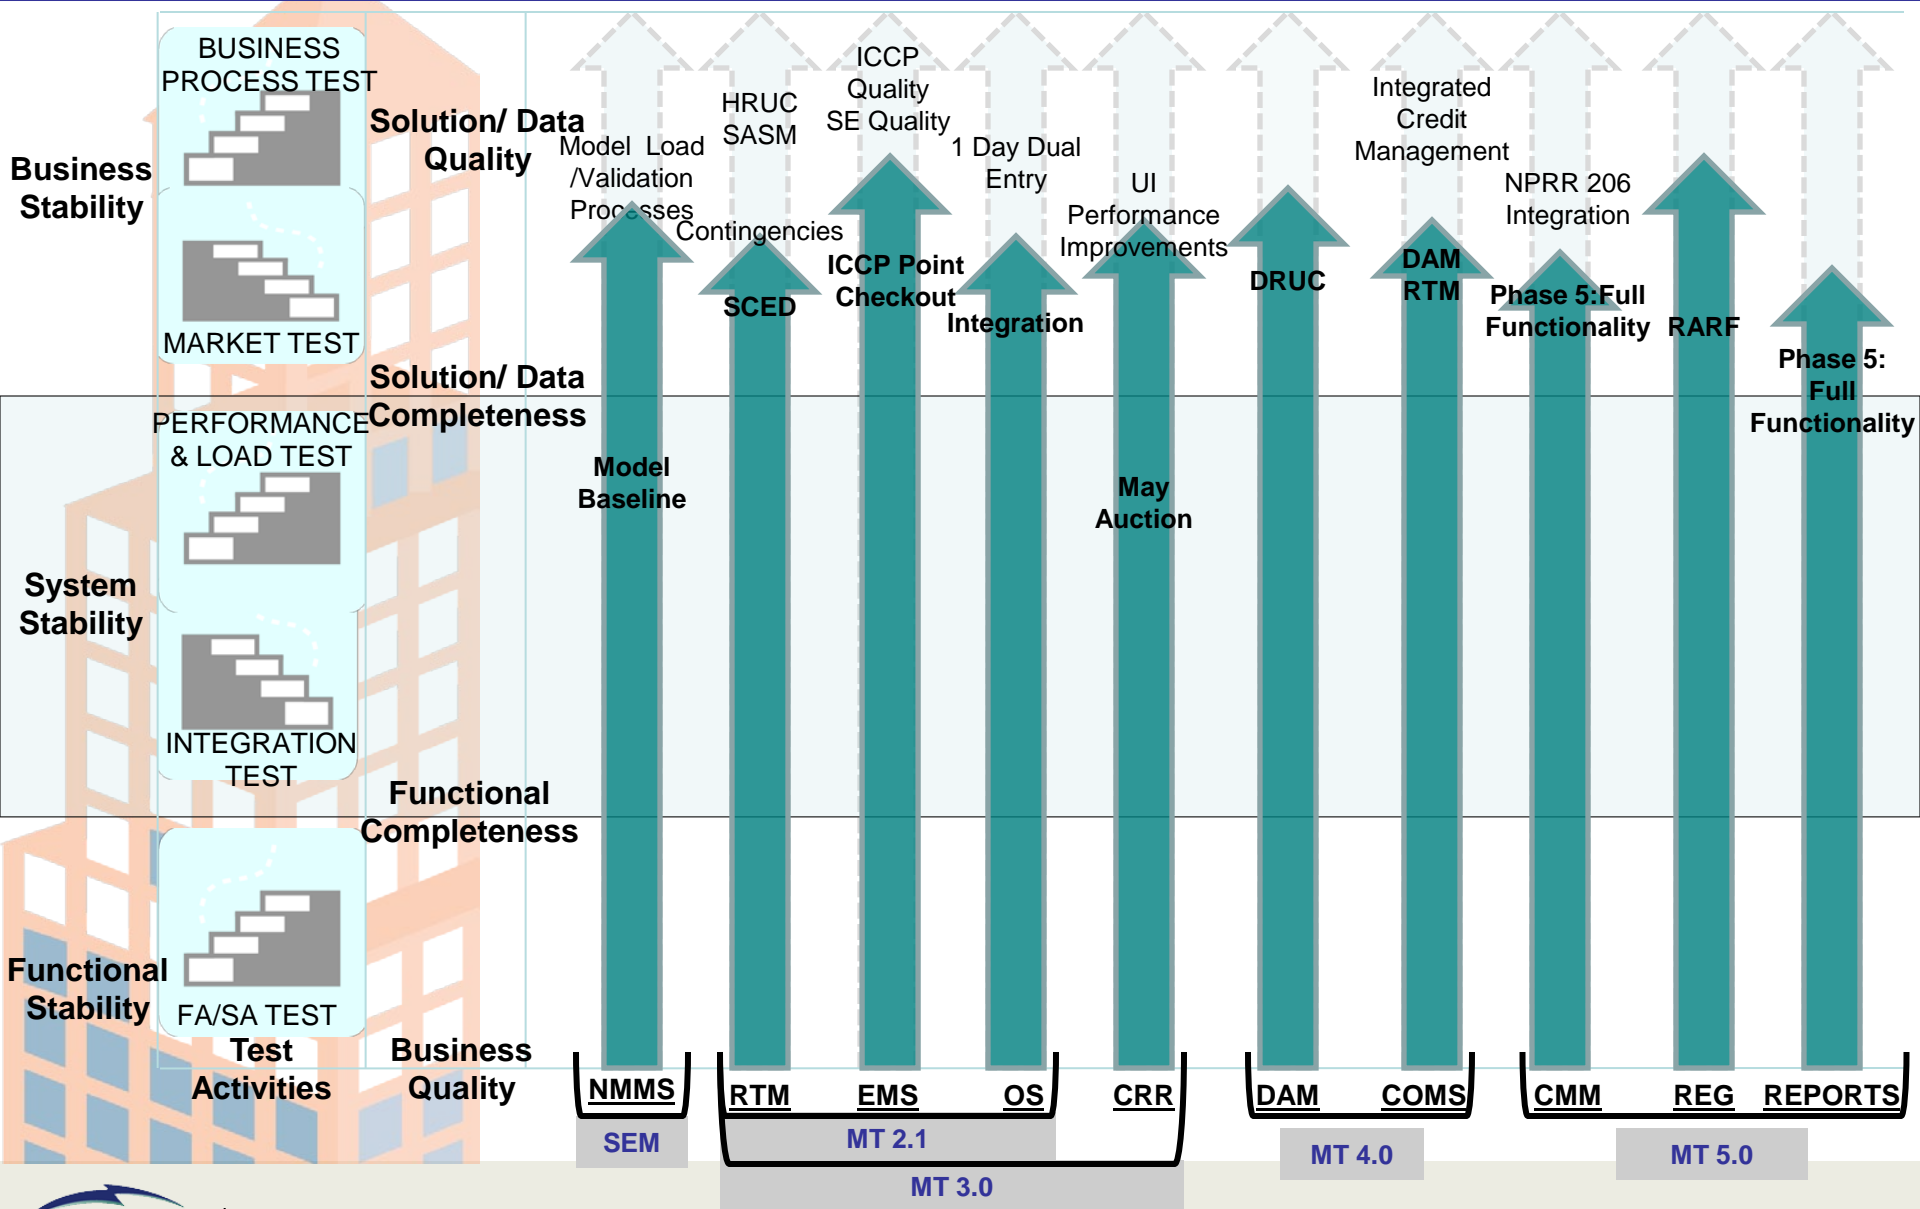 BUSINESS
PROCESS TEST
MARKET TEST
PERFORMANCE
& LOAD TEST
INTEGRATION
TEST
FA/SA TEST
Test
Activities
Business
Stability
System
Stability
Functional
Stability
Solution/ Data
Quality
Solution/ Data
Completeness
Functional
Completeness
Business
Quality
Model Load
/Validation
Processes
Model
Baseline
HRUC
SASM
Contingencies
SCED
ICCP
Quality
SE Quality
ICCP Point
Checkout
1 Day Dual
Entry
Integration
UI
Performance
Improvements
May
Auction
DRUC
Integrated
Credit
Management
DAM
RTM
NPRR 206
Integration
Phase 5:Full
Functionality
RARF
Phase 5:
Full
Functionality
NMMS
RTM
EMS
OS
CRR
DAM
COMS
CMM
REG
REPORTS
SEM
MT 2.1
MT 3.0
MT 4.0
MT 5.0